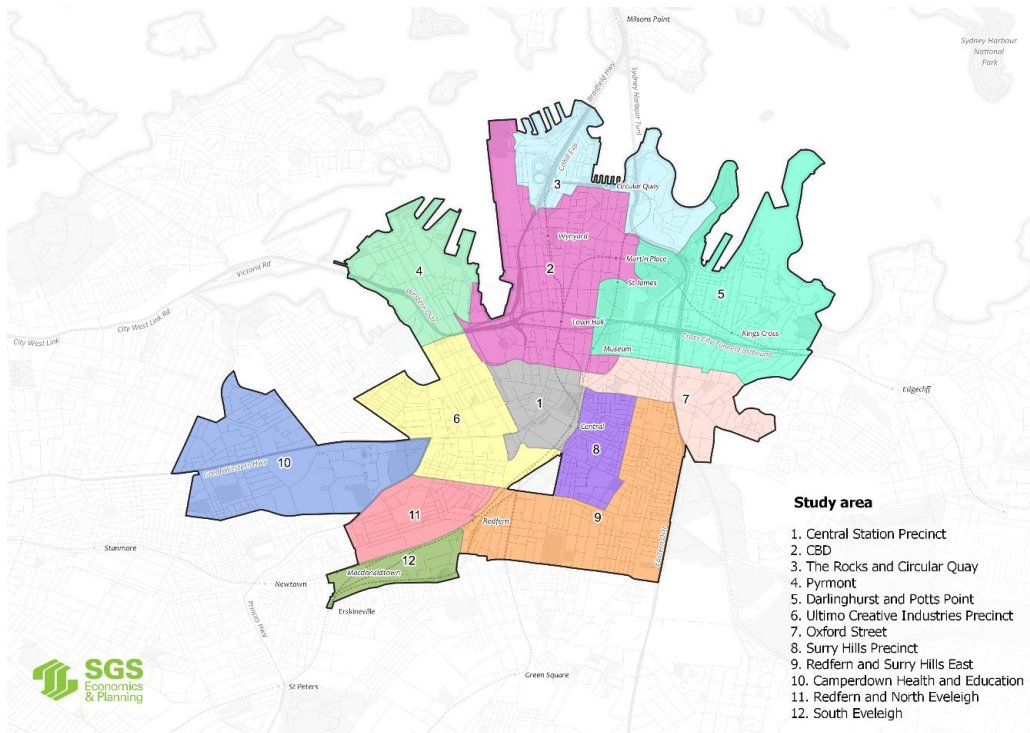 Milsons Point
Sydney Harbour
National
Park
Bradfield Hwy
Sydney Harbour Tunl
Cahill Exp
3
Circular Quay
Wynyard
Martin Place
2
St James
4
5
Victoria Rd
Western Distr
Town Hall
Kings Cross
City West Link Rd
City West Link
Cross City Tunnel Eastbound
Museum
Edgecliff
1
7
6
Central
8
Great Western Hwy
10
11
Redfern
9
Eastern Distr
Stanmore
12
Macdonaldtown
Newtown
Princes Hwy
Erskineville
Green Square
St Peters
SGS
Economics
& Planning
Study area
1. Central Station Precinct
2. CBD
3. The Rocks and Circular Quay
4. Pyrmont
5. Darlinghurst and Potts Point
6. Ultimo Creative Industries Precinct
7. Oxford Street
8. Surry Hills Precinct
9. Redfern and Surry Hills East
10. Camperdown Health and Education
11. Redfern and North Eveleigh
12. South Eveleigh